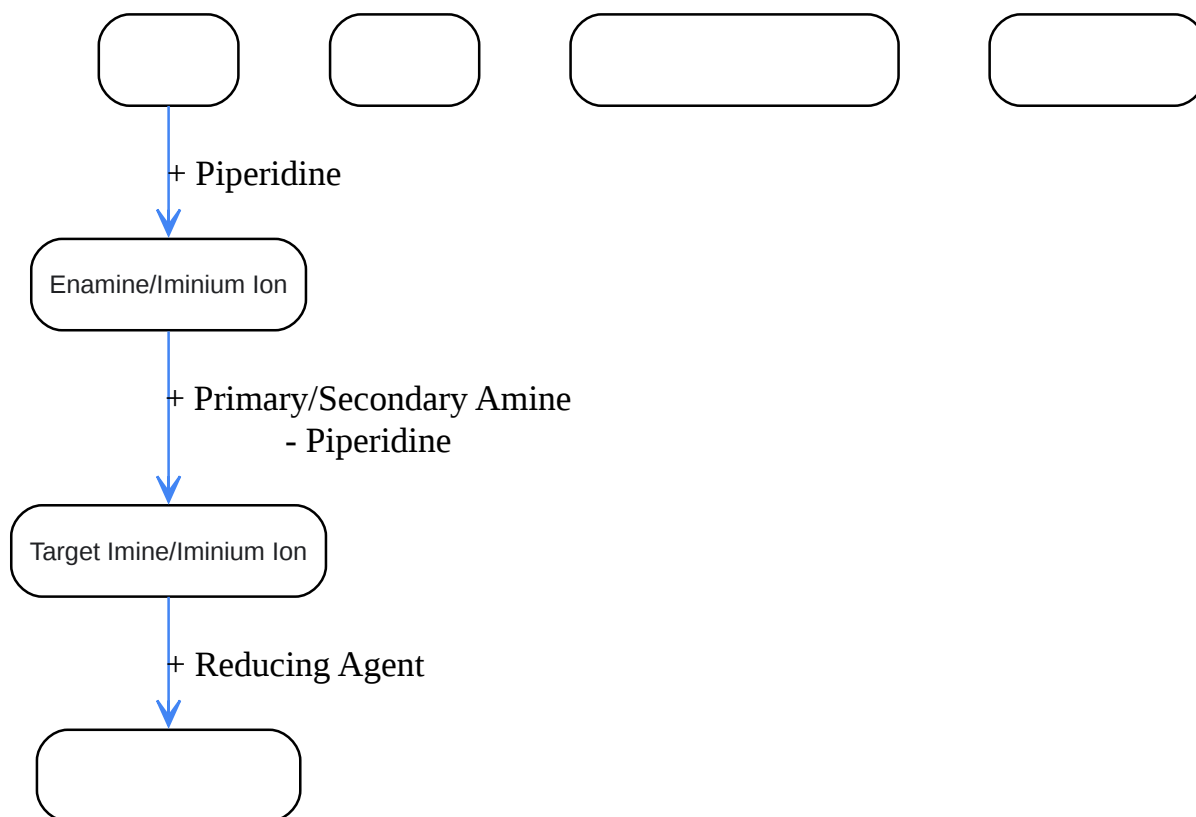 + Piperidine
Enamine/Iminium Ion
+ Primary/Secondary Amine
- Piperidine
Target Imine/Iminium Ion
+ Reducing Agent